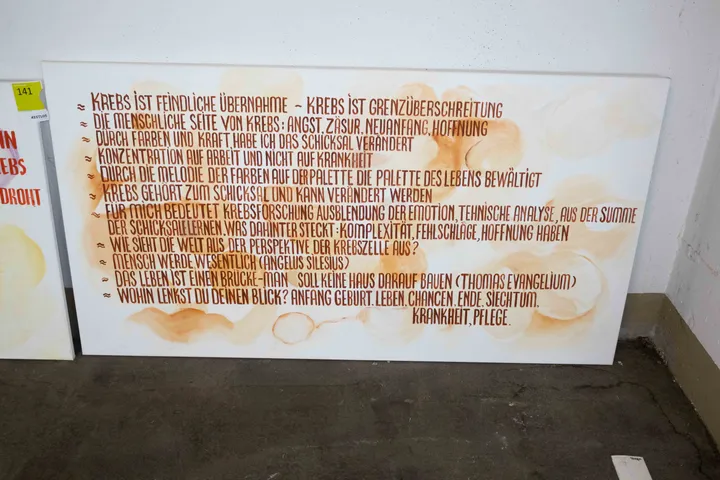 141
IN
EBS
DROHT
~ KREBS IST FEINDLICHE ÜBERNAHME ~ KREBS IST GRENZÜBERSCHREITUNG
~ DIE MENSCHLICHE SEITE VON KREBS: ANGST, ZÄSUR, NEUANFANG, HOFFNUNG
~ DURCH FARBEN UND KRAFT, HABE ICH DAS SCHICKSAL VERÄNDERT
~ KONZENTRATION AUF ARBEIT UND NICHT AUF KRANKHEIT
~ DURCH DIE MELODIE DER FARBEN AUF DER PALETTE DIE PALETTE DES LEBENS BEWÄLTIGT
~ KREBS GEHÖRT ZUM SCHICKSAL UND KANN VERÄNDERT WERDEN
~ FÜR MICH BEDEUTET KREBSFORSCHUNG AUSBLENDUNG DER EMOTION, TEHNISCHE ANALYSE, AUS DER SUMME
DER SCHICKSALE LERNEN WAS DAHINTER STECKT: KOMPLEXITÄT, FEHLSCHLÄGE, HOFFNUNG HABEN
~ WIE SIEHT DIE WELT AUS DER PERSPEKTIVE DER KREBSZELLE AUS?
~ MENSCH WERDE WESENTLICH (ANGELUS SILESIUS)
~ DAS LEBEN IST EINEN BRÜCKE-MAN SOLL KEINE HAUS DARAUF BAUEN (THOMAS EVANGELIUM)
~ WOHIN LENKST DU DEINEN BLICK? ANFANG GEBURT. LEBEN, CHANCEN. ENDE. SIECHTUM.
KRANKHEIT, PFLEGE.